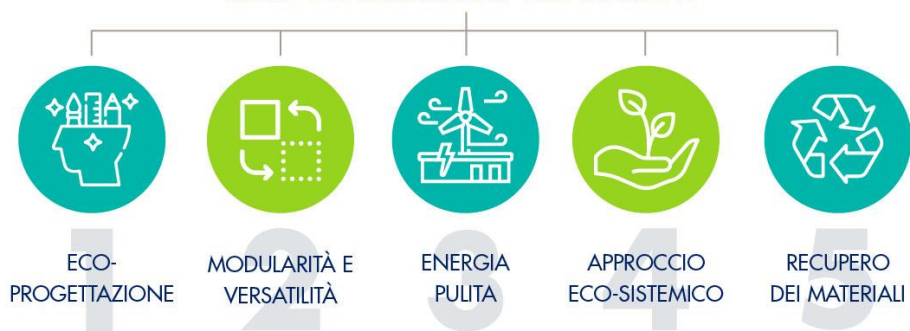 ECO-
PROGETTAZIONE
1
MODULARITÀ E
VERSATILITÀ
2
ENERGIA
PULITA
3
APPROCCIO
ECO-SISTEMICO
4
RECUPERO
DEI MATERIALI
5